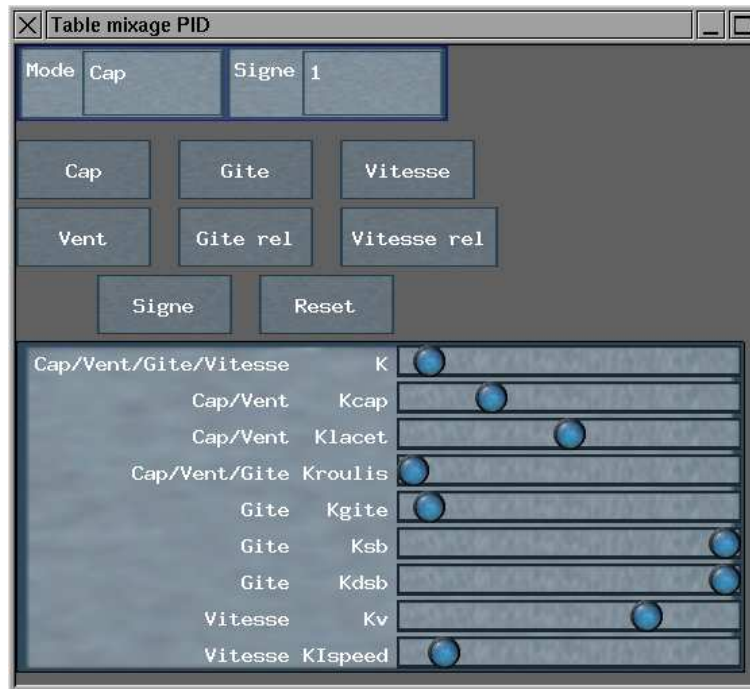 Table mixage PID
Mode Cap Signe 1
Cap Gite Vitesse
Vent Gite rel Vitesse rel
Signe Reset
Cap/Vent/Gite/Vitesse K
Cap/Vent Kcap
Cap/Vent Klacet
Cap/Vent/Gite Kroulis
Gite Kgite
Gite Ksb
Gite Kdsb
Vitesse Kv
Vitesse KIspeed